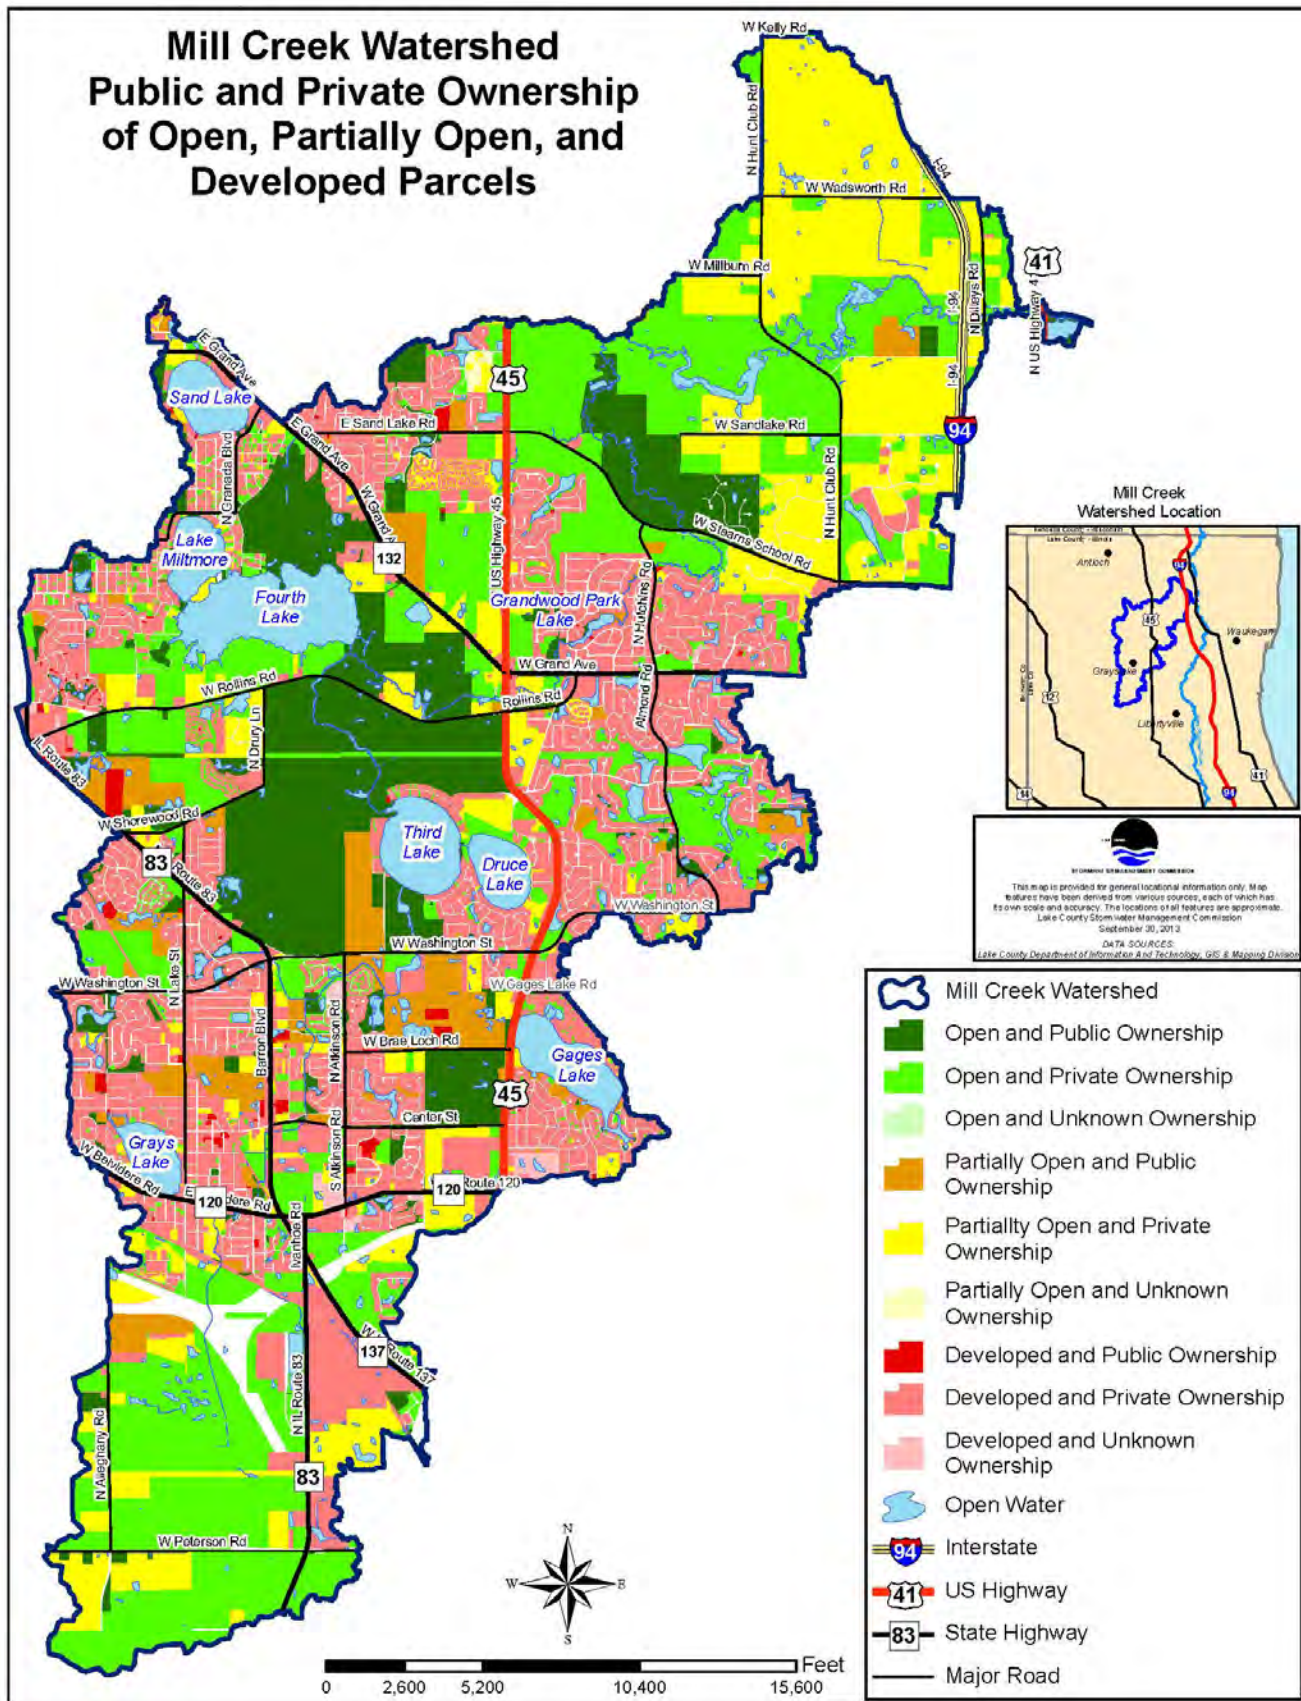 Mill Creek Watershed
Public and Private Ownership
of Open, Partially Open, and
Developed Parcels
W Kelly Rd
N Hunt Club Rd
I-94
W Wadsworth Rd
W Millburn Rd
41
N Dilleys Rd
I-94
N US Highway 41
E Grand Ave
Sand Lake
45
I-94
E Sand Lake Rd
W Sandlake Rd
94
N Granada Blvd
E Grand Ave
N Hunt Club Rd
W Grand Ave
US Highway 45
W Stearns School Rd
Lake
Miltmore
132
Fourth
Lake
Grandwood Park
Lake
N Hutchins Rd
W Grand Ave
W Rollins Rd
Rollins Rd
Almond Rd
N Drury Ln
IL Route 83
W Shorewood Rd
Third
Lake
83
Route 83
Druce
Lake
W Washington St
W Washington St
N Lake St
W Washington St
W Gages Lake Rd
Barron Blvd
N Atkinson Rd
W Brae Loch Rd
Gages
Lake
45
Center St
S Atkinson Rd
Grays
Lake
W Belvidere Rd
120
120
Route 120
Ivanhoe Rd
137
N IL Route 83
N Alleghany Rd
83
W Peterson Rd
N
W
E
S
Feet
0
2,600
5,200
10,400
15,600
Mill Creek
Watershed Location
Antioch
94
45
Waukegan
Grayslake
12
Libertyville
41
94
STORMWATER MANAGEMENT COMMISSION
This map is provided for general locational information only. Map
features have been derived from various sources, each of which has
its own scale and accuracy. The locations of all features are approximate.
Lake County Stormwater Management Commission
September 30, 2013
DATA SOURCES:
Lake County Department of Information And Technology, GIS & Mapping Division
Mill Creek Watershed
Open and Public Ownership
Open and Private Ownership
Open and Unknown Ownership
Partially Open and Public
Ownership
Partiallty Open and Private
Ownership
Partially Open and Unknown
Ownership
Developed and Public Ownership
Developed and Private Ownership
Developed and Unknown
Ownership
Open Water
94
Interstate
41
US Highway
83
State Highway
Major Road